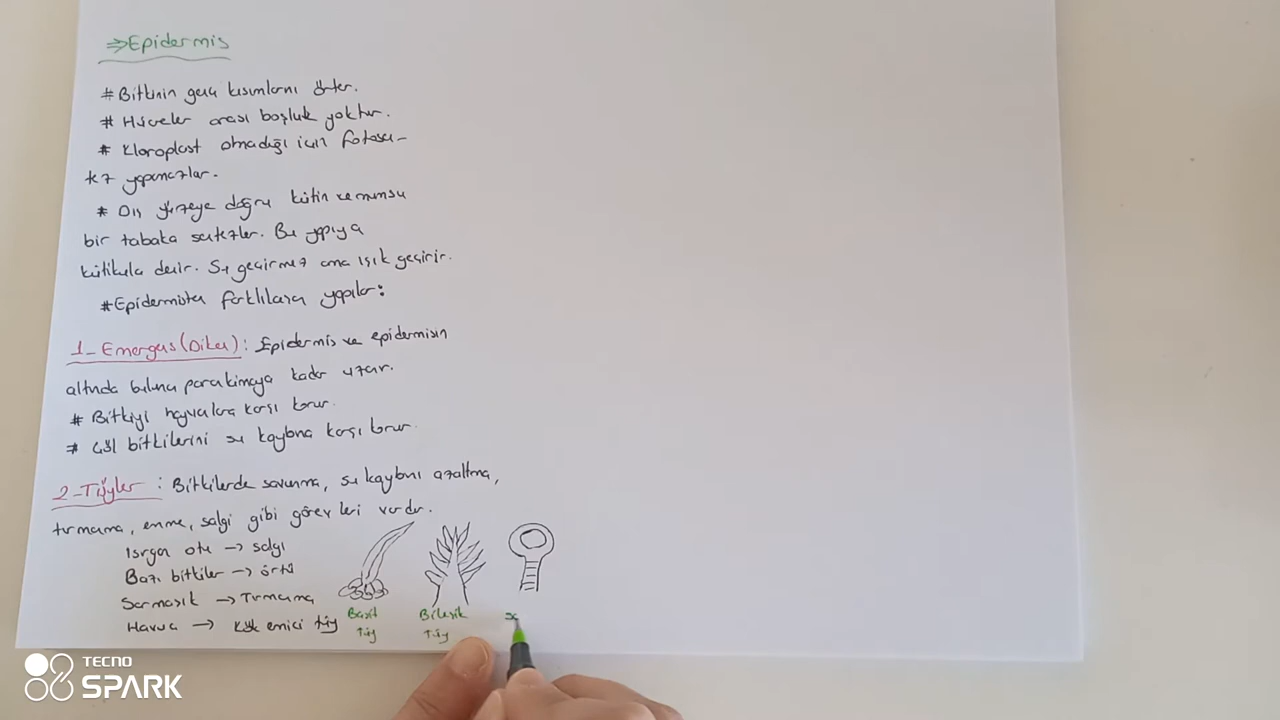 ⇒Epidermis
# Bitkinin genç kısımlarını örter.
# Hücreler arası boşluk yoktur.
* Kloroplast olmadığı için fotosen-
tez yapamazlar.
* Dış yüzeye doğru kütin ve mumsu
bir tabaka salgılar. Bu yapıya
kütikula denir. Su geçirmez ama ışık geçirir.
#Epidermisten farklılaşan yapılar:
1- Emergens (Diken): Epidermis ve epidermisin
altında bulunan parankimaya kadar uzanır.
# Bitkiyi hayvanlara karşı korur.
# Çöl bitkilerini su kaybına karşı korur.
2-Tüyler : Bitkilerde savunma, su kaybını azaltma,
tırmanma, emme, salgı gibi görevleri vardır.
Isırgan otu → salgı
Bazı bitkiler → örtü
Sarmaşık → Tırmanma
Havuç → Kök emici tüy
Basit
Tüy
Bileşik
Tüy
TECNO
SPARK